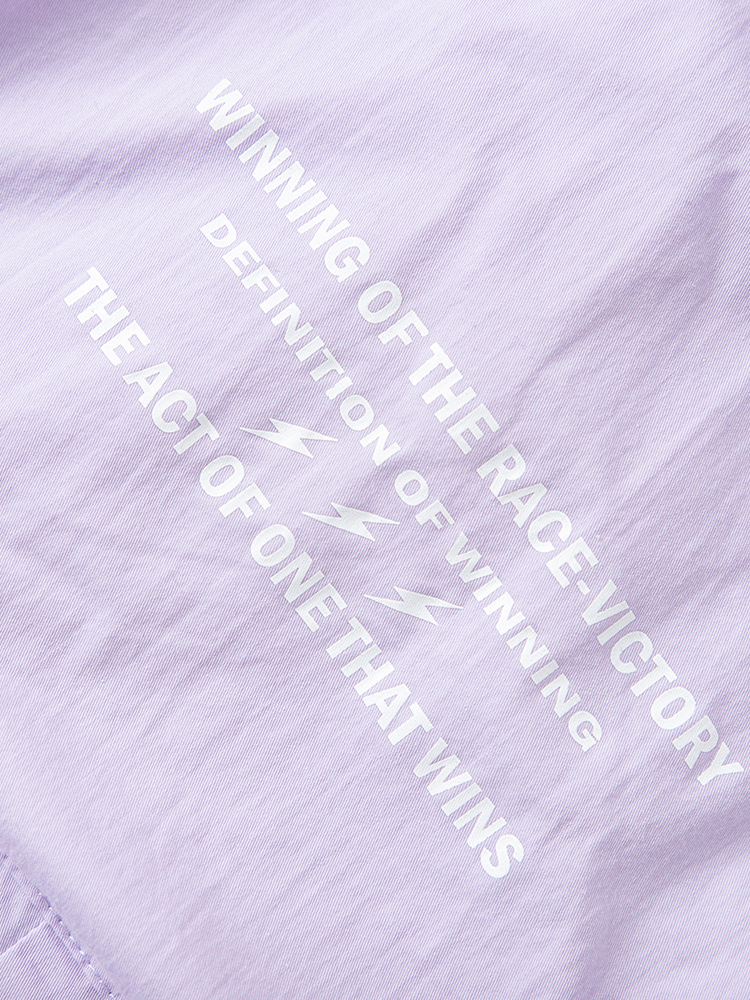 WINNING OF THE RACE-VICTORY
DEFINITION OF WINNING
THE ACT OF ONE THAT WINS